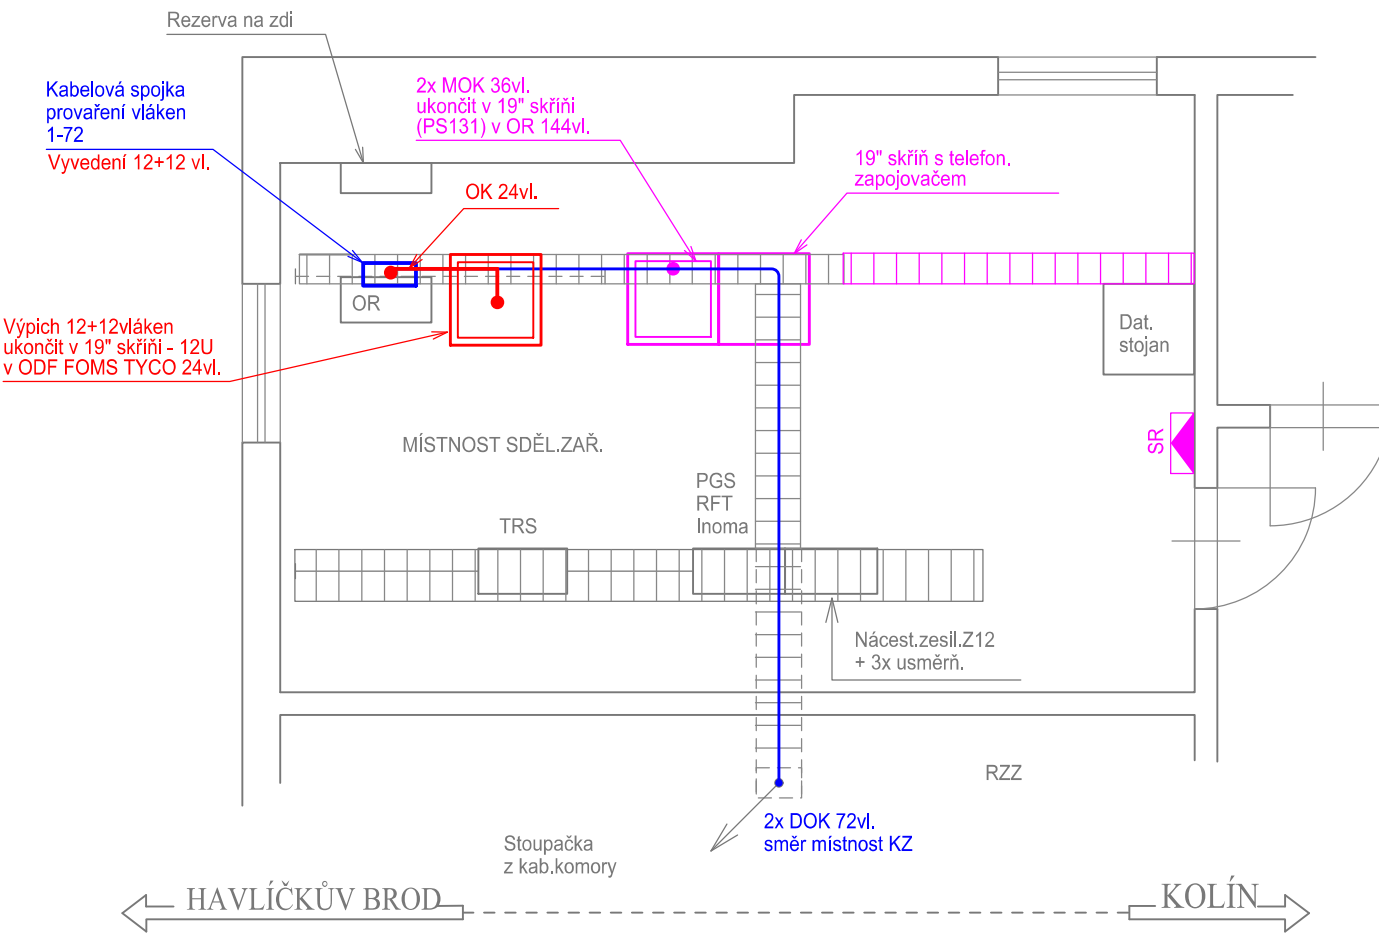 Rezerva na zdi
Kabelová spojka
provaření vláken
1-72
Vyvedení 12+12 vl.
2x MOK 36vl.
ukončit v 19" skříňi
(PS131) v OR 144vl.
19" skříň s telefon.
zapojovačem
OK 24vl.
OR
Výpich 12+12vláken
ukončit v 19" skříňi - 12U
v ODF FOMS TYCO 24vl.
Dat.
stojan
MÍSTNOST SDĚL.ZAŘ.
SR
PGS
RFT
Inoma
TRS
Nácest.zesil.Z12
+ 3x usměrň.
RZZ
2x DOK 72vl.
směr místnost KZ
Stoupačka
z kab.komory
HAVLÍČKŮV BROD
KOLÍN